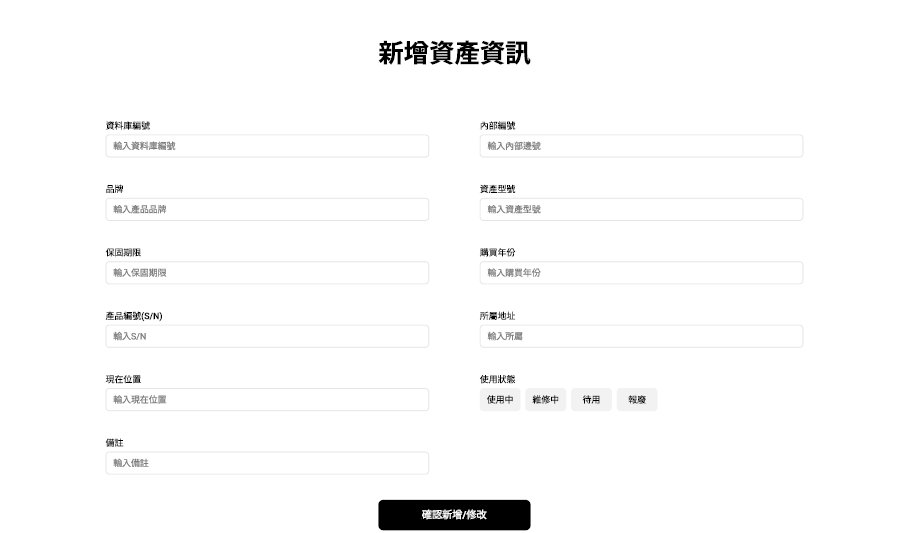 新增資產資訊
資料庫編號
輸入資料庫編號
內部編號
輸入內部邊號
品牌
輸入產品品牌
資產型號
輸入資產型號
保固期限
輸入保固期限
購買年份
輸入購買年份
產品編號(S/N)
輸入S/N
所屬地址
輸入所屬
現在位置
輸入現在位置
使用狀態
使用中 維修中 待用 報廢
備註
輸入備註
確認新增/修改